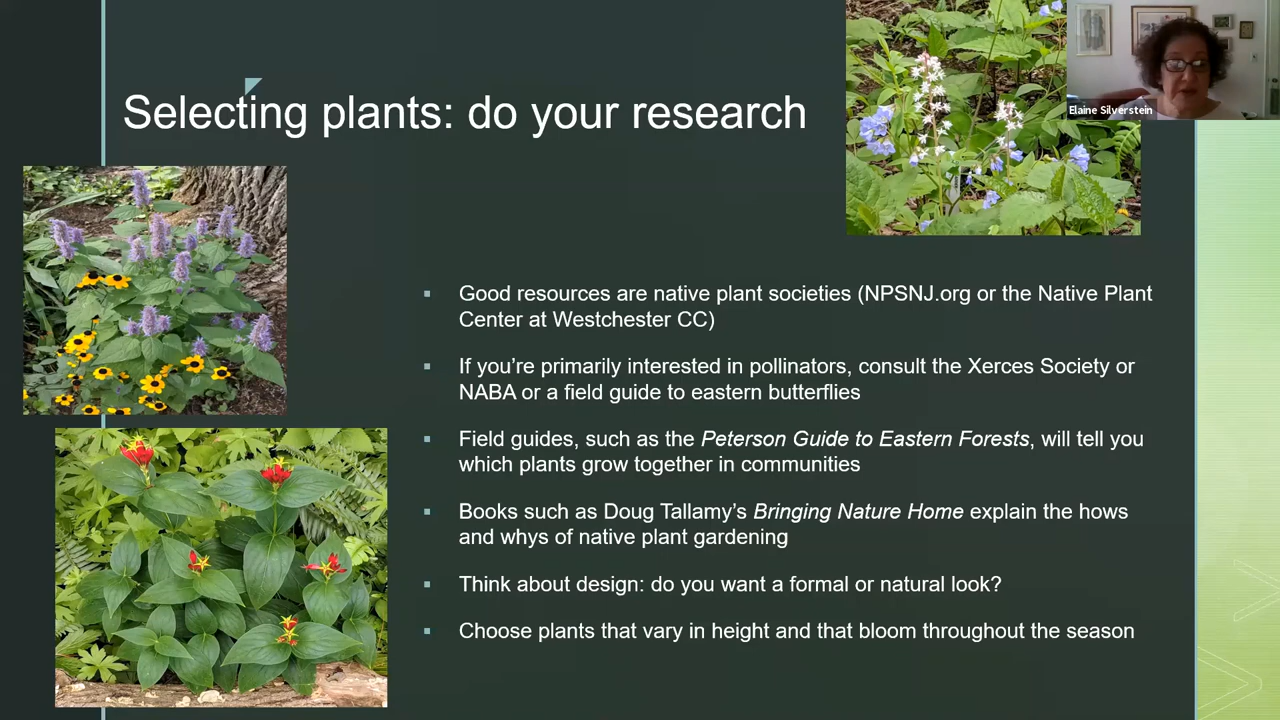 Elaine Silverstein
Selecting plants: do your research
Good resources are native plant societies (NPSNJ.org or the Native Plant
Center at Westchester CC)
If you’re primarily interested in pollinators, consult the Xerces Society or
NABA or a field guide to eastern butterflies
Field guides, such as the Peterson Guide to Eastern Forests, will tell you
which plants grow together in communities
Books such as Doug Tallamy’s Bringing Nature Home explain the hows
and whys of native plant gardening
Think about design: do you want a formal or natural look?
Choose plants that vary in height and that bloom throughout the season